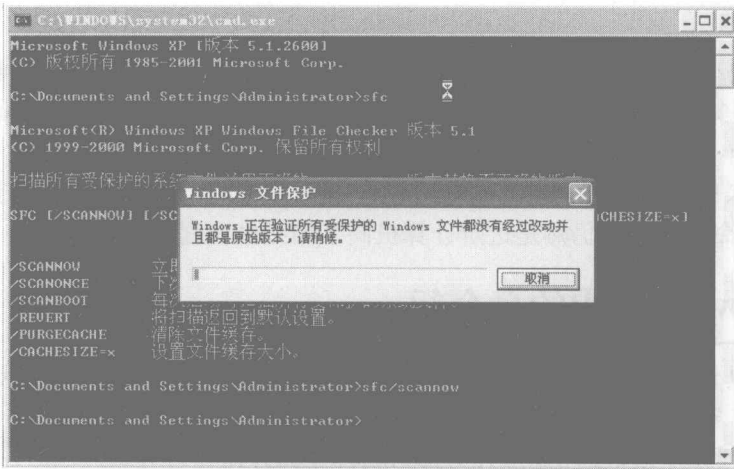 C:\WINDOWS\system32\cmd.exe
Microsoft Windows XP [版本 5.1.2600]
(C) 版权所有 1985-2001 Microsoft Corp.
C:\Documents and Settings\Administrator>sfc
Microsoft(R) Windows XP Windows File Checker 版本 5.1
(C) 1999-2000 Microsoft Corp. 保留所有权利
扫描所有受保护的系统
Windows 文件保护
SFC [/SCANNOW] [/SC
CHESIZE=x]
Windows 正在验证所有受保护的 Windows 文件都没有经过改动并
且都是原始版本，请稍候。
取消
/SCANNOW 立即
/SCANONCE 下次
/SCANBOOT 每次
/REVERT 将扫描返回到默认设置。
/PURGECACHE 清除文件缓存。
/CACHESIZE=x 设置文件缓存大小。
C:\Documents and Settings\Administrator>sfc/scannow
C:\Documents and Settings\Administrator>